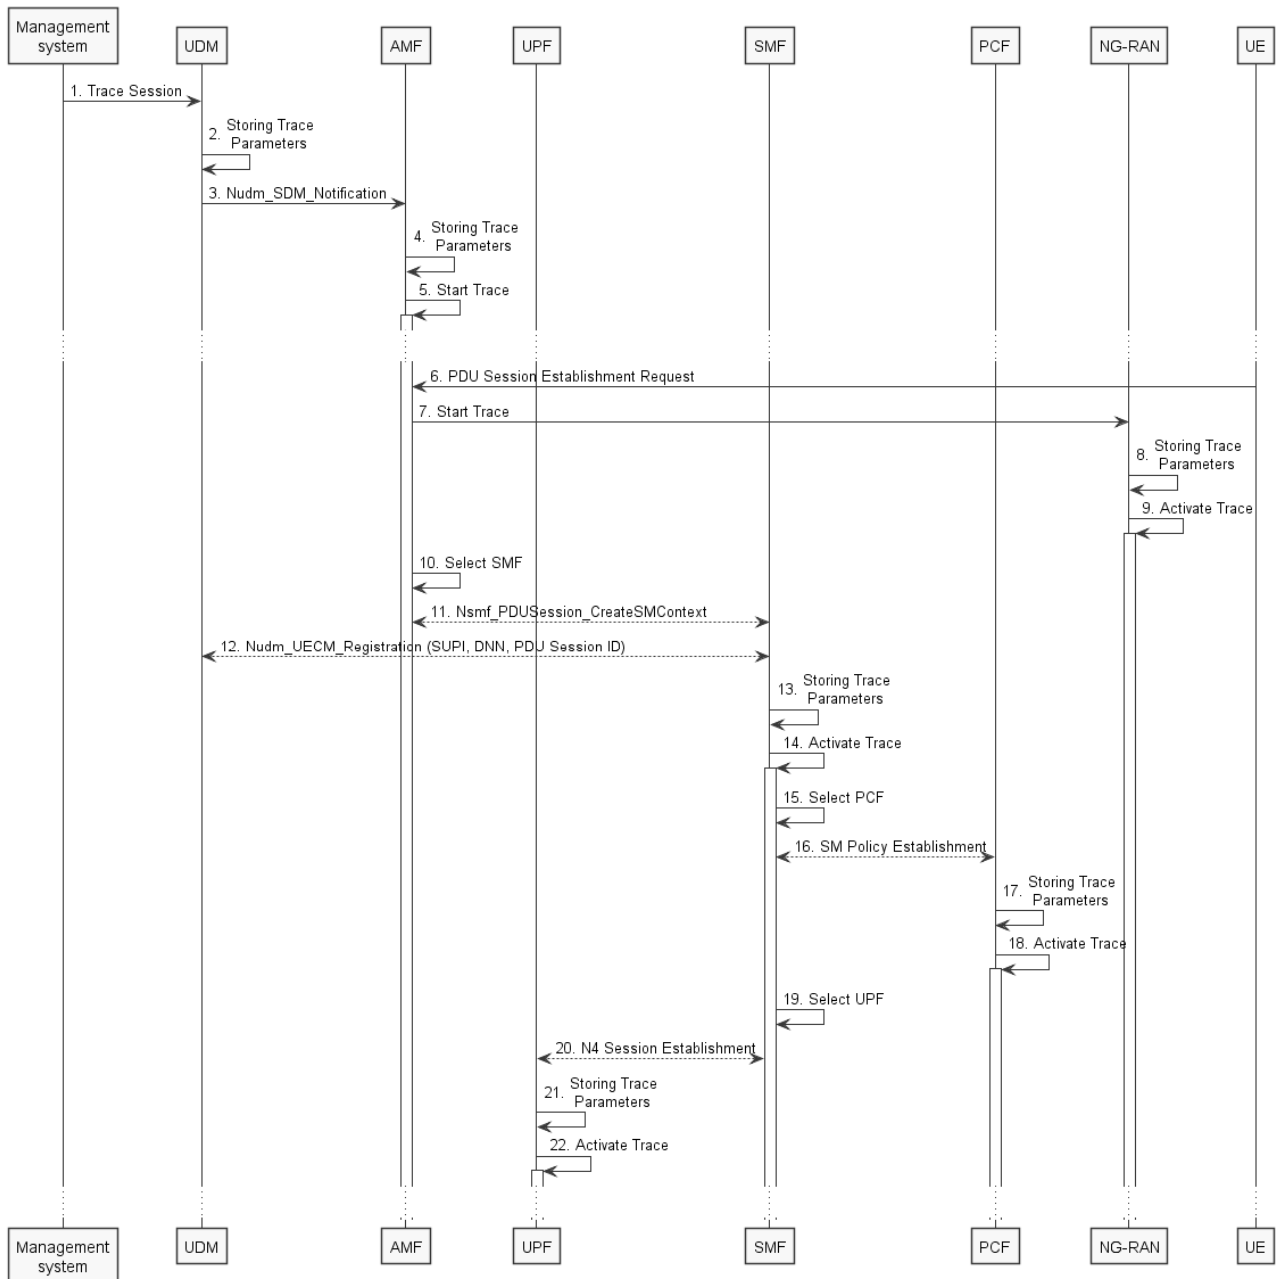 Management
system
UDM
AMF
UPF
SMF
PCF
NG-RAN
UE
1. Trace Session
2. Storing Trace
Parameters
3. Nudm_SDM_Notification
4. Storing Trace
Parameters
5. Start Trace
6. PDU Session Establishment Request
7. Start Trace
8. Storing Trace
Parameters
9. Activate Trace
10. Select SMF
11. Nsmf_PDUSession_CreateSMContext
12. Nudm_UECM_Registration (SUPI, DNN, PDU Session ID)
13. Storing Trace
Parameters
14. Activate Trace
15. Select PCF
16. SM Policy Establishment
17. Storing Trace
Parameters
18. Activate Trace
19. Select UPF
20. N4 Session Establishment
21. Storing Trace
Parameters
22. Activate Trace
Management
system
UDM
AMF
UPF
SMF
PCF
NG-RAN
UE